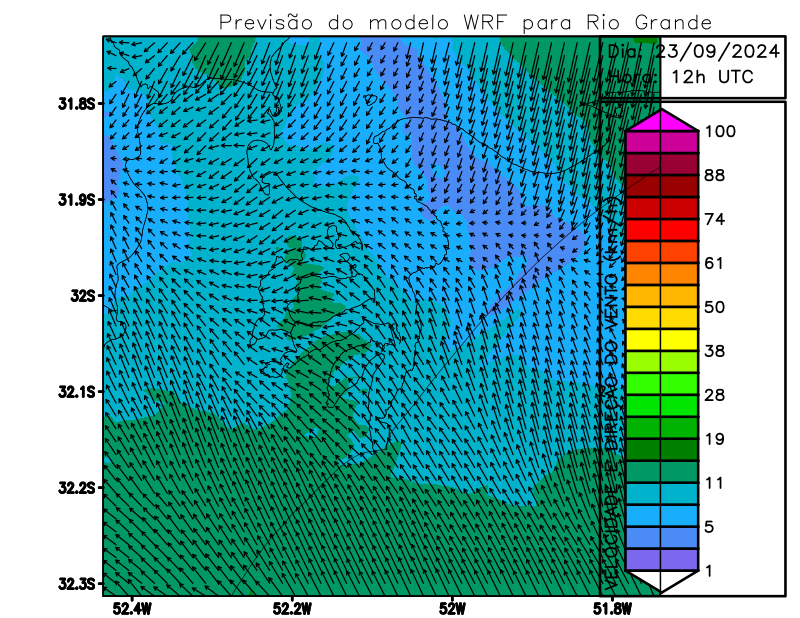 Previsão do modelo WRF para Rio Grande
Dia: 23/09/2024
Hora: 12h UTC
31.8S
31.9S
32S
32.1S
32.2S
32.3S
52.4W
52.2W
52W
51.8W
VELOCIDADE E DIREÇÃO DO VENTO (km/h)
100
88
74
61
50
38
28
19
11
5
1